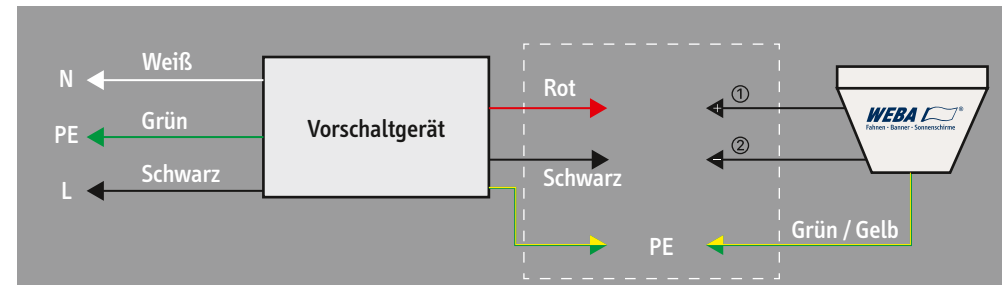 N
Weiß
PE
Grün
L
Schwarz
Vorschaltgerät
Rot
Schwarz
PE
+ ①
- ②
WEBA ®
Fahnen - Banner - Sonnenschirme
Grün / Gelb